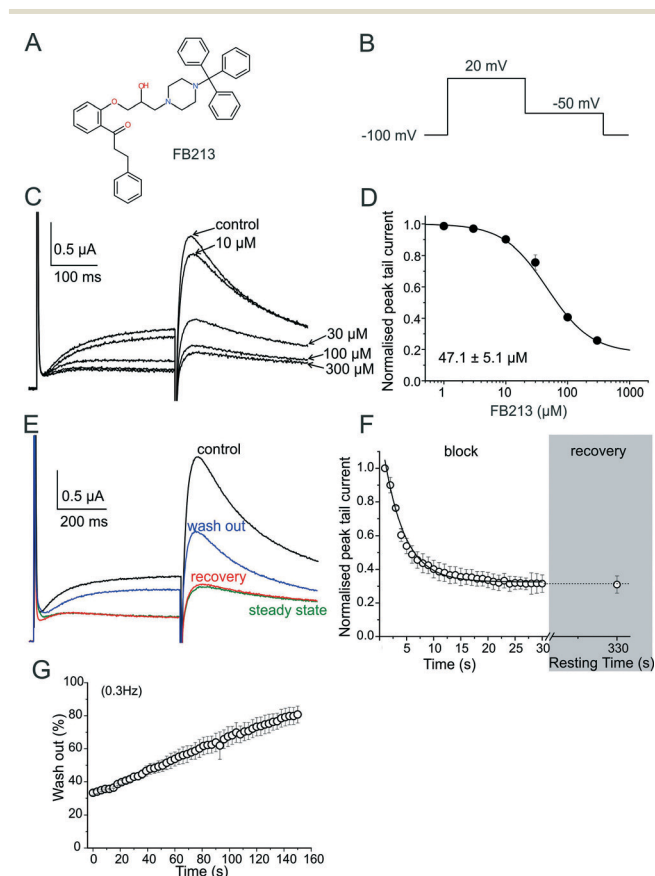 A
OH
O
N
N
O
FB213
B
20 mV
-50 mV
-100 mV
C
control
10 µM
0.5 µA
100 ms
30 µM
100 µM
300 µM
D
Normalised peak tail current
1.0
0.8
0.6
0.4
0.2
0.0
47.1 ± 5.1 µM
1
10
100
1000
FB213 (µM)
E
control
0.5 µA
200 ms
wash out
recovery
steady state
F
block
recovery
Normalised peak tail current
1.0
0.8
0.6
0.4
0.2
0.0
5
10
15
20
25
30
330
Time (s)
Resting Time (s)
G
(0.3Hz)
Wash out (%)
100
80
60
40
20
0
0
20
40
60
80
100
120
140
160
Time (s)